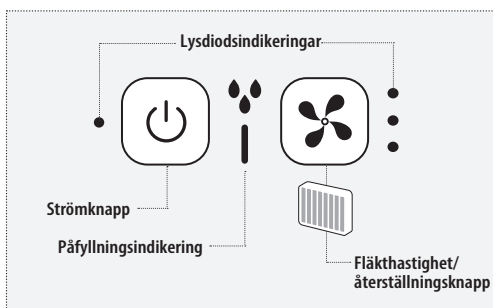 Lysdiodsindikeringar
Strömknapp
Påfyllningsindikering
Fläkthastighet/
återställningsknapp